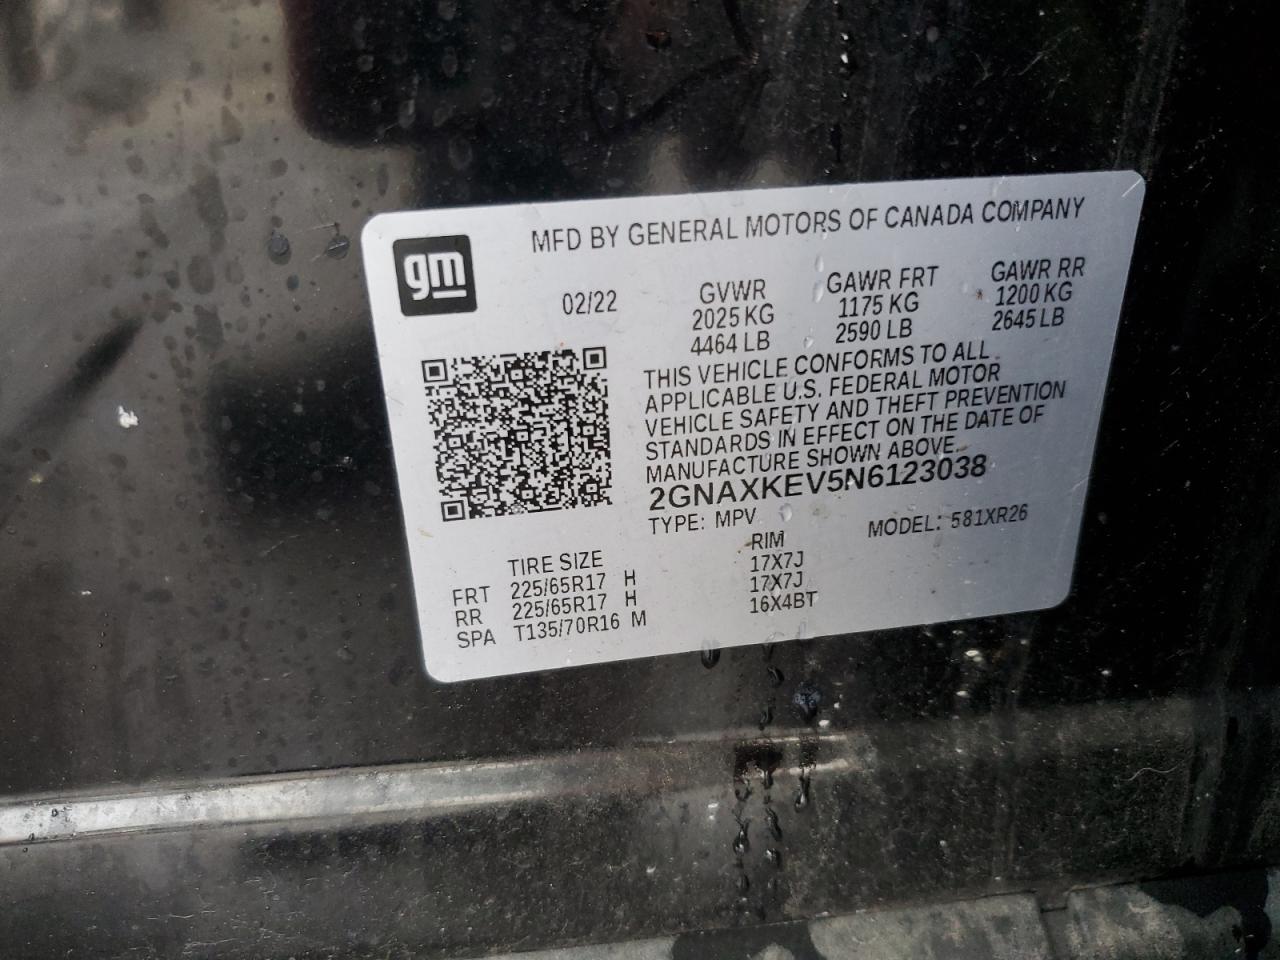 gm
MFD BY GENERAL MOTORS OF CANADA COMPANY
02/22
GVWR
2025 KG
4464 LB
GAWR FRT
1175 KG
2590 LB
GAWR RR
1200 KG
2645 LB
THIS VEHICLE CONFORMS TO ALL
APPLICABLE U.S. FEDERAL MOTOR
VEHICLE SAFETY AND THEFT PREVENTION
STANDARDS IN EFFECT ON THE DATE OF
MANUFACTURE SHOWN ABOVE.
2GNAXKEV5N6123038
TYPE: MPV MODEL: 581XR26
TIRE SIZE RIM
FRT 225/65R17 H 17X7J
RR 225/65R17 H 17X7J
SPA T135/70R16 M 16X4BT